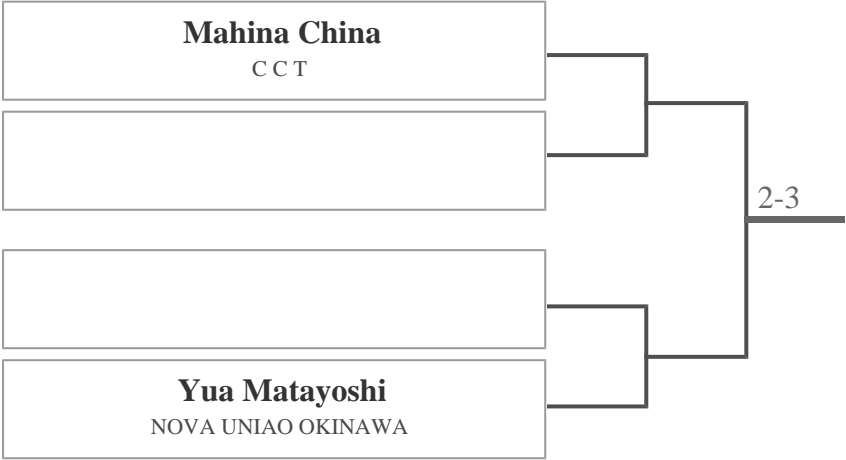 Mahina China
C C T
2-3
Yua Matayoshi
NOVA UNIAO OKINAWA